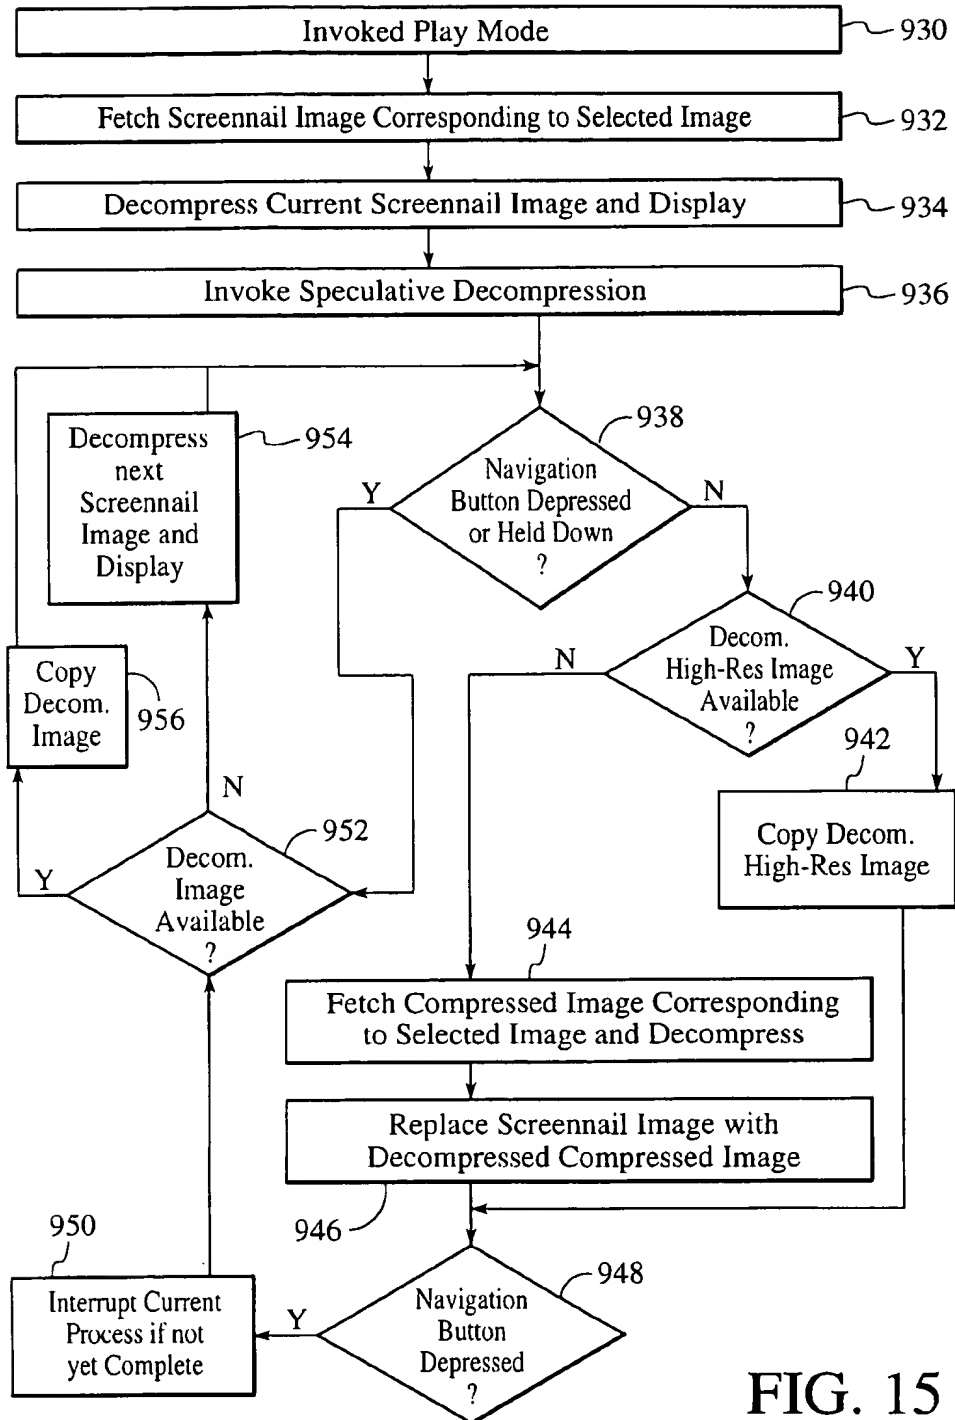 Invoked Play Mode
930
Fetch Screennail Image Corresponding to Selected Image
932
Decompress Current Screennail Image and Display
934
Invoke Speculative Decompression
936
938
Navigation
Button Depressed
or Held Down
?
Y
N
954
Decompress
next
Screennail
Image and
Display
940
Decom.
High-Res Image
Available
?
N
Y
Copy
Decom.
Image
956
942
Copy Decom.
High-Res Image
N
952
Decom.
Image
Available
?
Y
944
Fetch Compressed Image Corresponding
to Selected Image and Decompress
Replace Screennail Image with
Decompressed Compressed Image
946
950
Interrupt Current
Process if not
yet Complete
Y
948
Navigation
Button
Depressed
?
FIG. 15